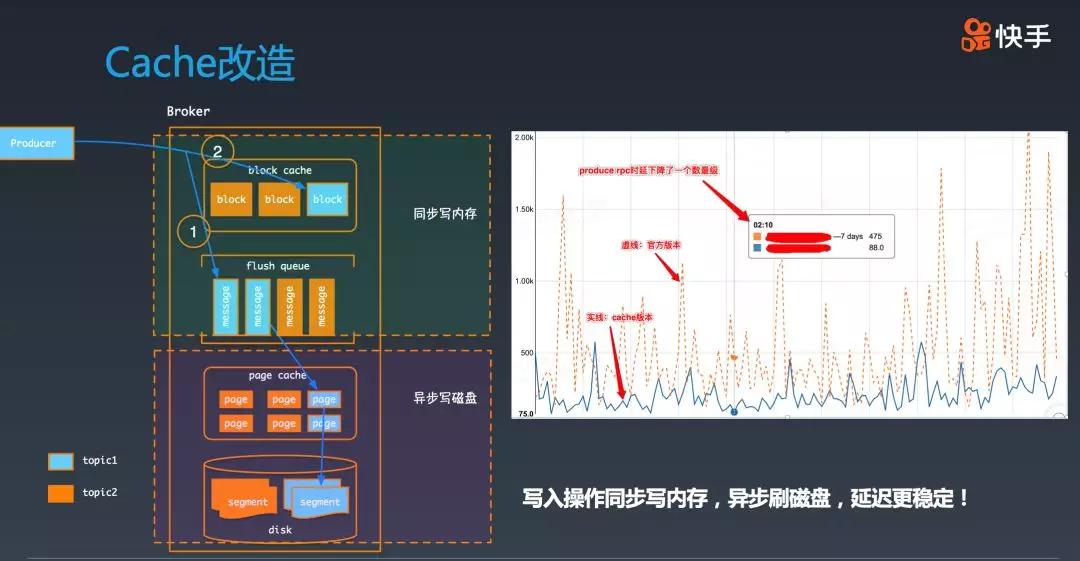 快手
Cache改造
Broker
Producer
2
block cache
block block block
同步写内存
1
flush queue
message message message message
page cache
page page page
page page page
异步写磁盘
segment segment
disk
topic1
topic2
2.00k
1.50k
1.00k
500
75.0
produce rpc时延下降了一个数量级
02:10
—7 days 475
88.0
虚线：官方版本
实线：cache版本
写入操作同步写内存，异步刷磁盘，延迟更稳定！